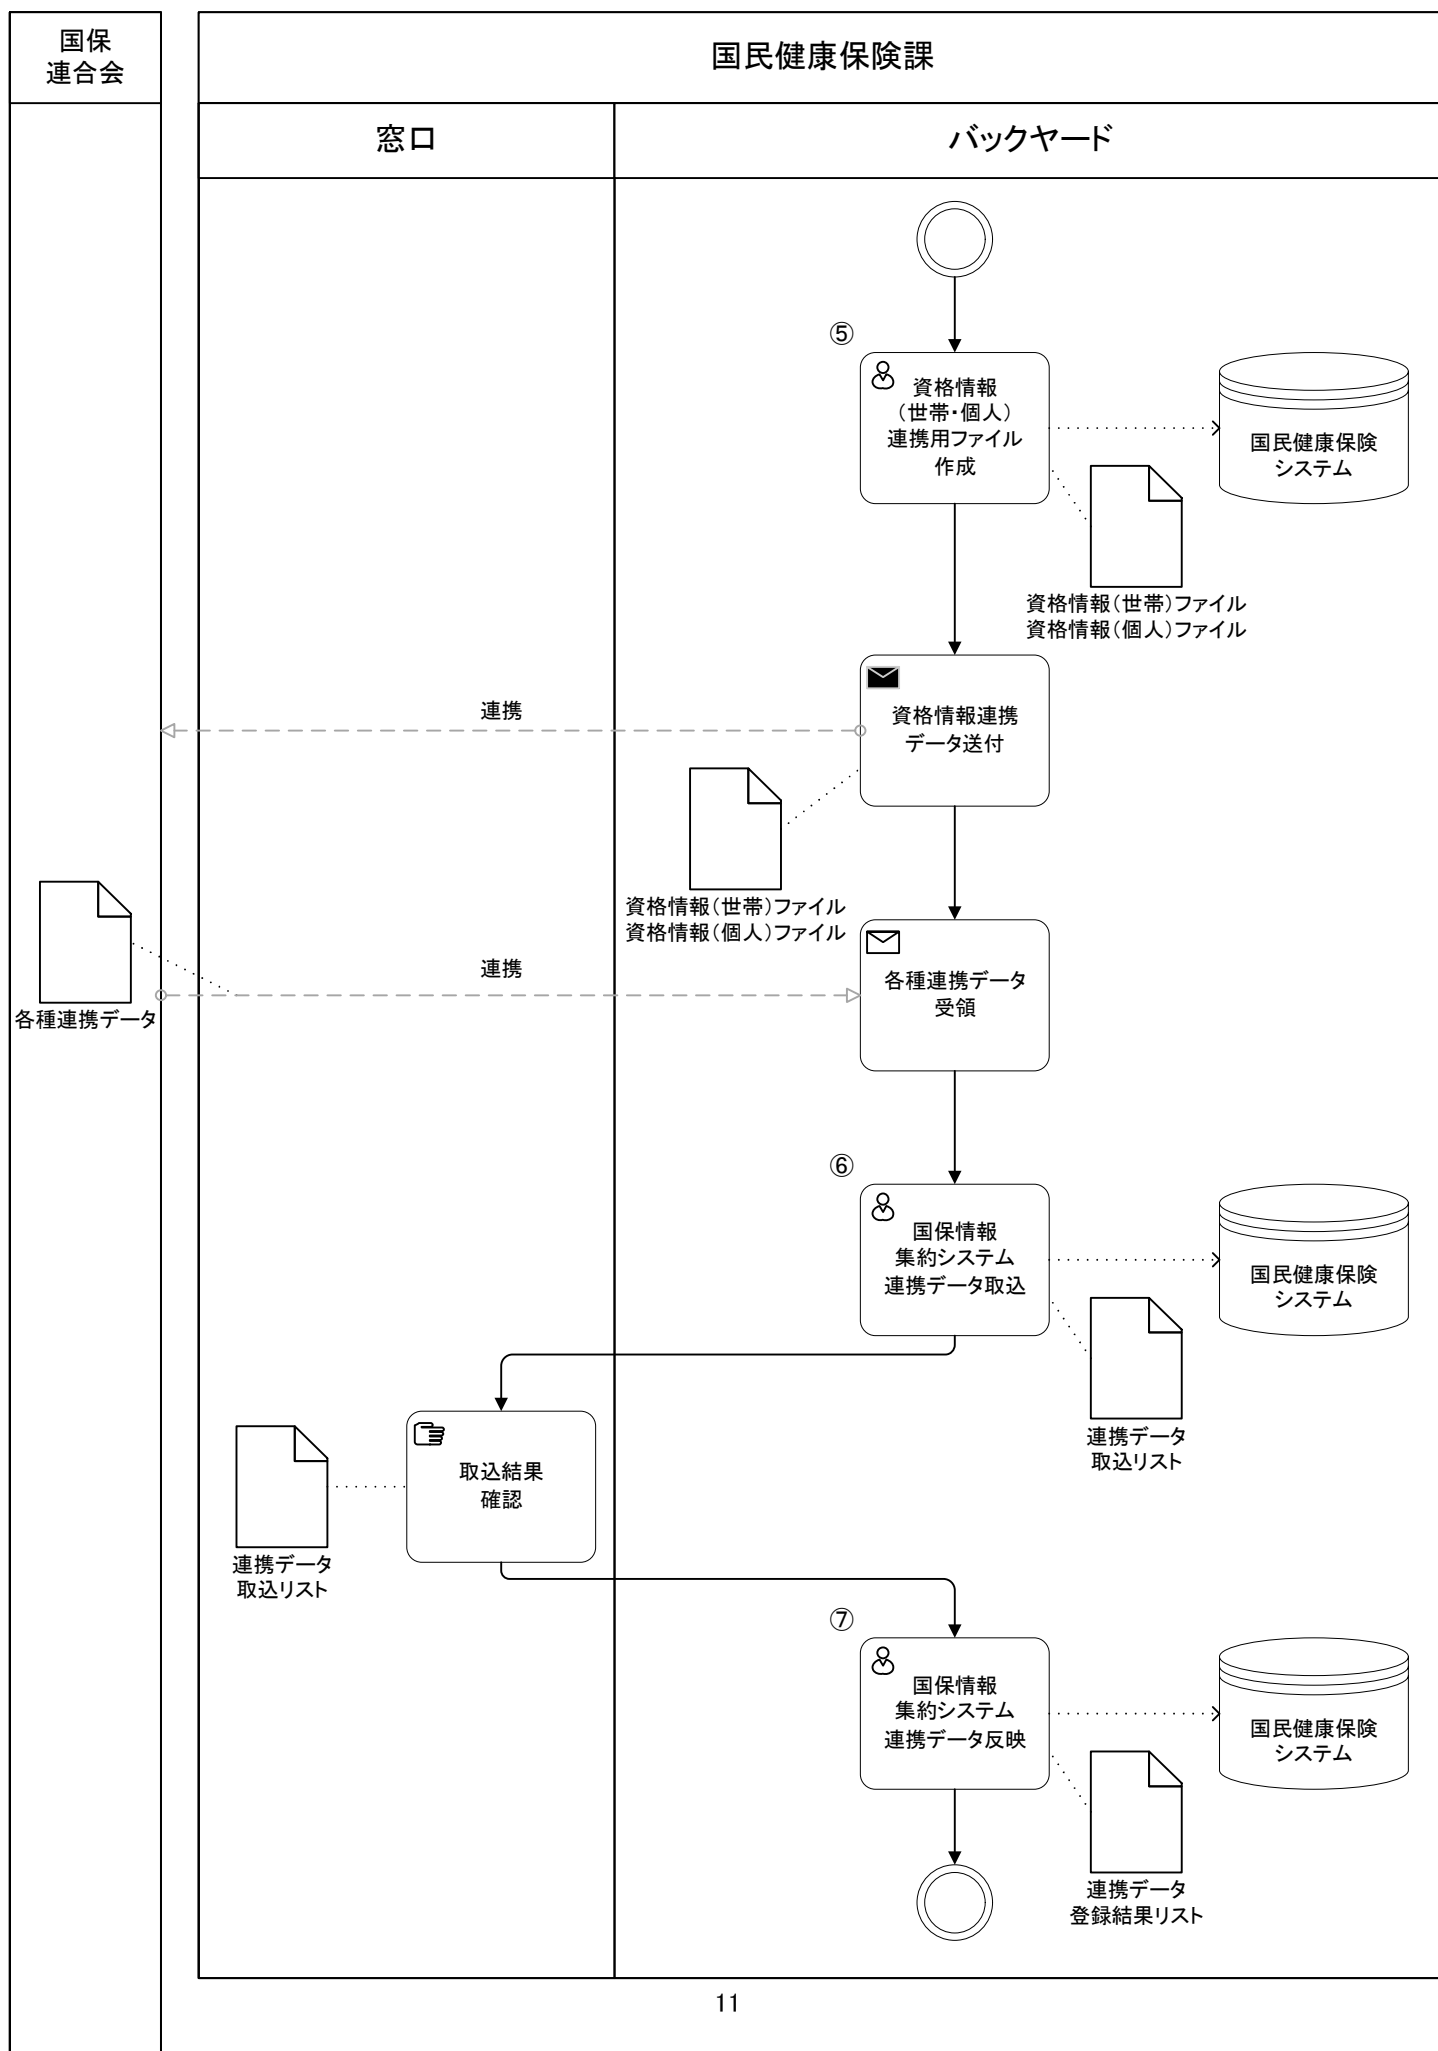 国保
連合会
国民健康保険課
窓口
バックヤード
⑤
資格情報
（世帯・個人）
連携用ファイル
作成
国民健康保険
システム
資格情報（世帯）ファイル
資格情報（個人）ファイル
連携
資格情報連携
データ送付
資格情報（世帯）ファイル
資格情報（個人）ファイル
各種連携データ
連携
各種連携データ
受領
⑥
国保情報
集約システム
連携データ取込
国民健康保険
システム
連携データ
取込リスト
取込結果
確認
連携データ
取込リスト
⑦
国保情報
集約システム
連携データ反映
国民健康保険
システム
連携データ
登録結果リスト
11